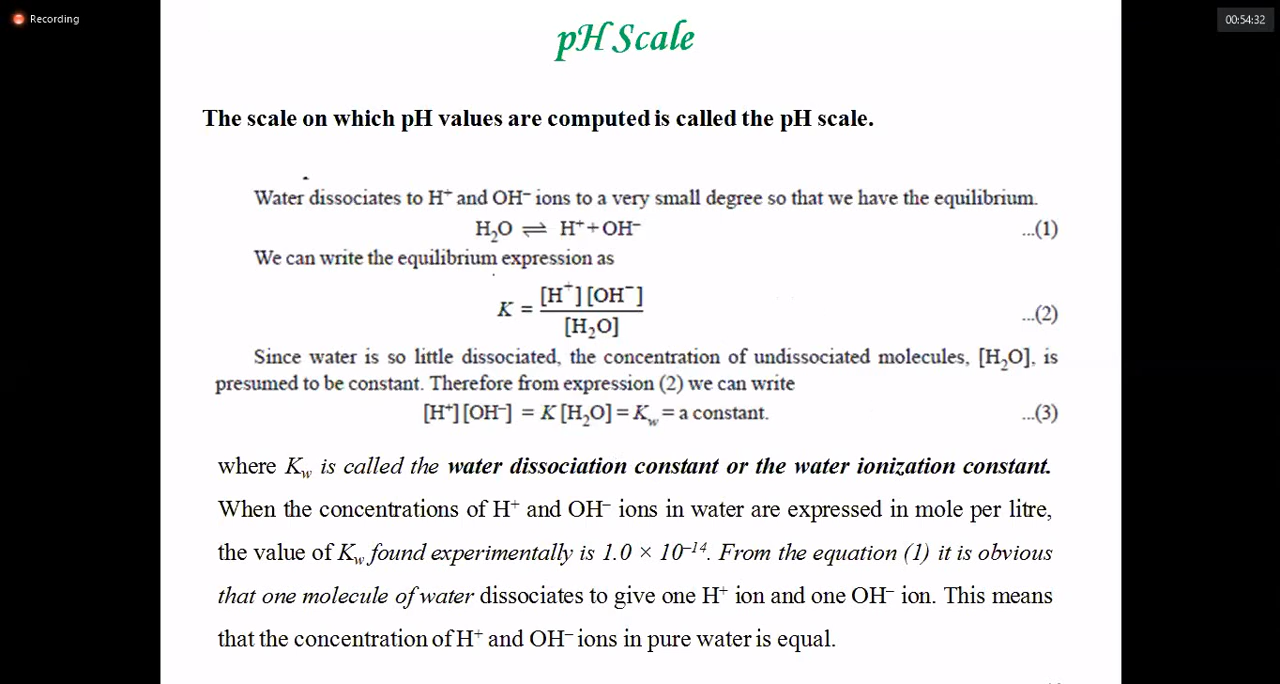 Recording
00:54:32
pH Scale
The scale on which pH values are computed is called the pH scale.
Water dissociates to H⁺ and OH⁻ ions to a very small degree so that we have the equilibrium.
H₂O ⇌ H⁺ + OH⁻ ...(1)
We can write the equilibrium expression as
K = [H⁺] [OH⁻] / [H₂O] ...(2)
Since water is so little dissociated, the concentration of undissociated molecules, [H₂O], is
presumed to be constant. Therefore from expression (2) we can write
[H⁺] [OH⁻] = K [H₂O] = K_w = a constant. ...(3)
where K_w is called the water dissociation constant or the water ionization constant.
When the concentrations of H⁺ and OH⁻ ions in water are expressed in mole per litre,
the value of K_w found experimentally is 1.0 × 10⁻¹⁴. From the equation (1) it is obvious
that one molecule of water dissociates to give one H⁺ ion and one OH⁻ ion. This means
that the concentration of H⁺ and OH⁻ ions in pure water is equal.